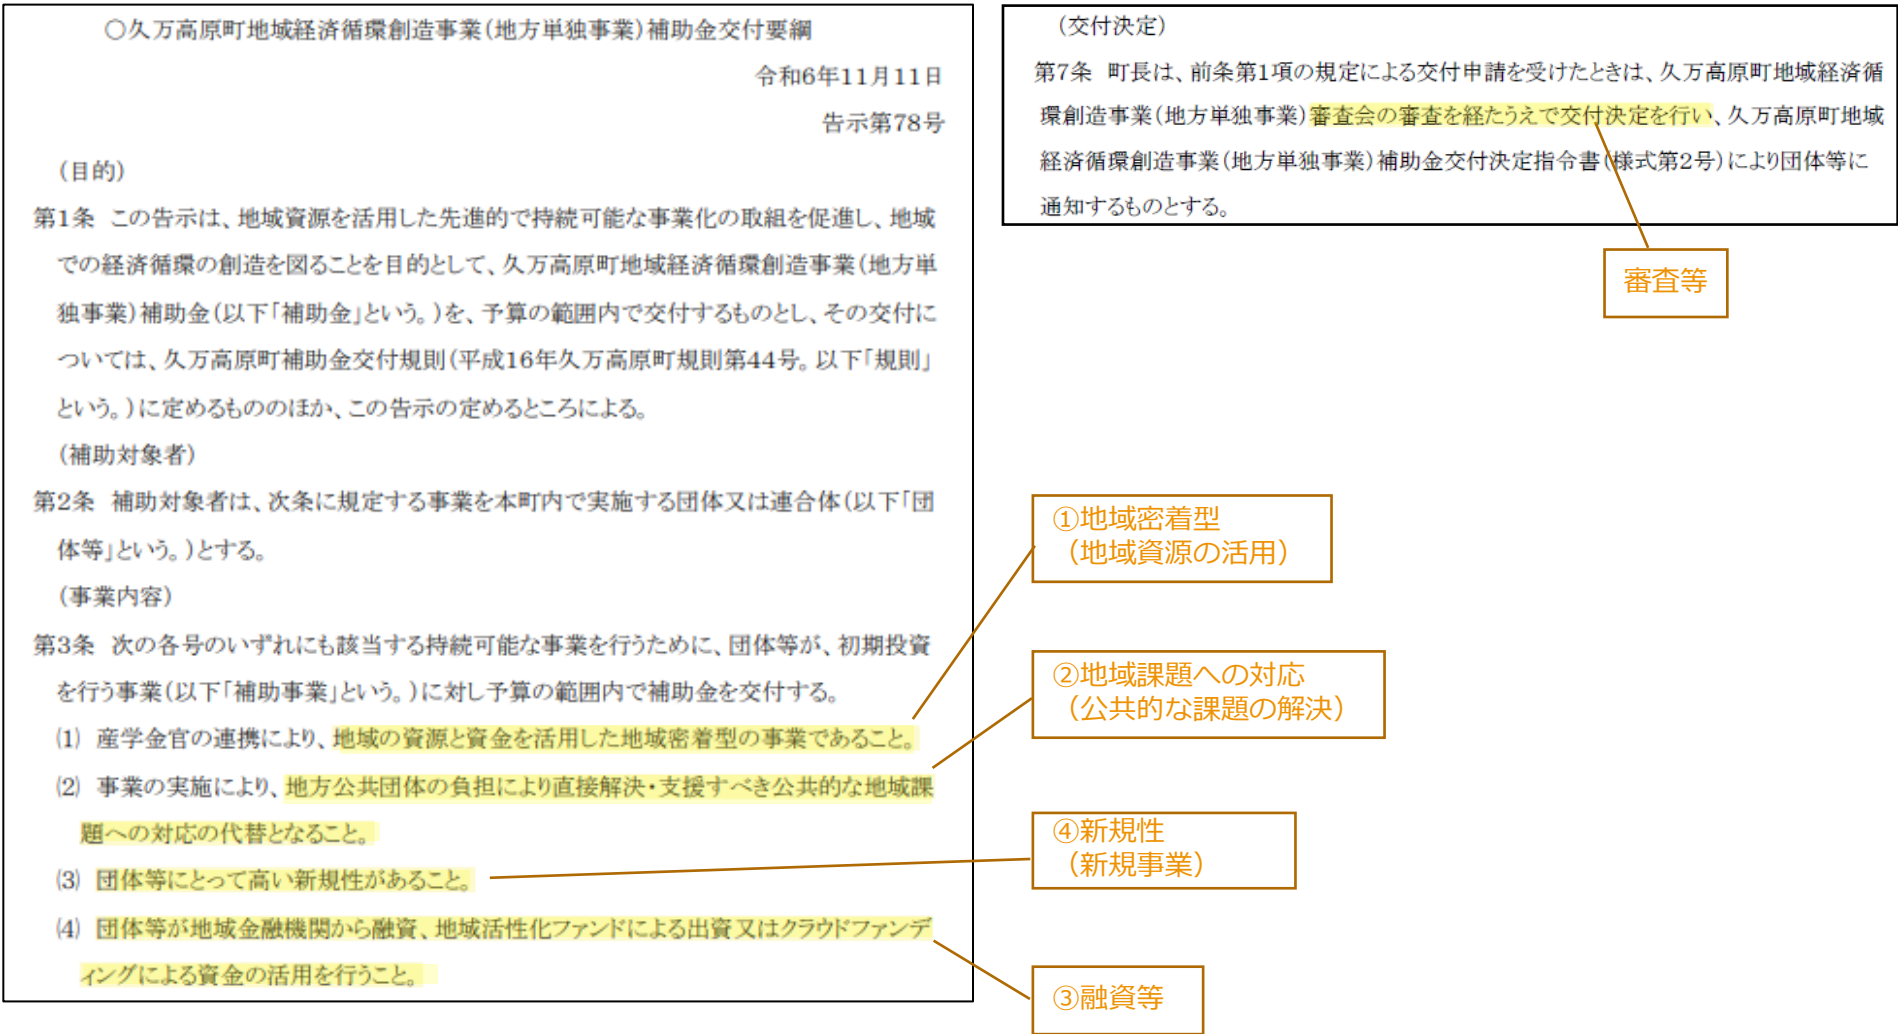 ○久万高原町地域経済循環創造事業(地方単独事業)補助金交付要綱
令和6年11月11日
告示第78号
(目的)
第1条 この告示は、地域資源を活用した先進的で持続可能な事業化の取組を促進し、地域
での経済循環の創造を図ることを目的として、久万高原町地域経済循環創造事業(地方単
独事業)補助金(以下「補助金」という。)を、予算の範囲内で交付するものとし、その交付に
ついては、久万高原町補助金交付規則(平成16年久万高原町規則第44号。以下「規則」
という。)に定めるもののほか、この告示の定めるところによる。
(補助対象者)
第2条 補助対象者は、次条に規定する事業を本町内で実施する団体又は連合体(以下「団
体等」という。)とする。
(事業内容)
第3条 次の各号のいずれにも該当する持続可能な事業を行うために、団体等が、初期投資
を行う事業(以下「補助事業」という。)に対し予算の範囲内で補助金を交付する。
(1) 産学金官の連携により、地域の資源と資金を活用した地域密着型の事業であること。
(2) 事業の実施により、地方公共団体の負担により直接解決・支援すべき公共的な地域課
題への対応の代替となること。
(3) 団体等にとって高い新規性があること。
(4) 団体等が地域金融機関から融資、地域活性化ファンドによる出資又はクラウドファンデ
ィングによる資金の活用を行うこと。
(交付決定)
第7条 町長は、前条第1項の規定による交付申請を受けたときは、久万高原町地域経済循
環創造事業(地方単独事業)審査会の審査を経たうえで交付決定を行い、久万高原町地域
経済循環創造事業(地方単独事業)補助金交付決定指令書(様式第2号)により団体等に
通知するものとする。
審査等
①地域密着型
(地域資源の活用)
②地域課題への対応
(公共的な課題の解決)
④新規性
(新規事業)
③融資等